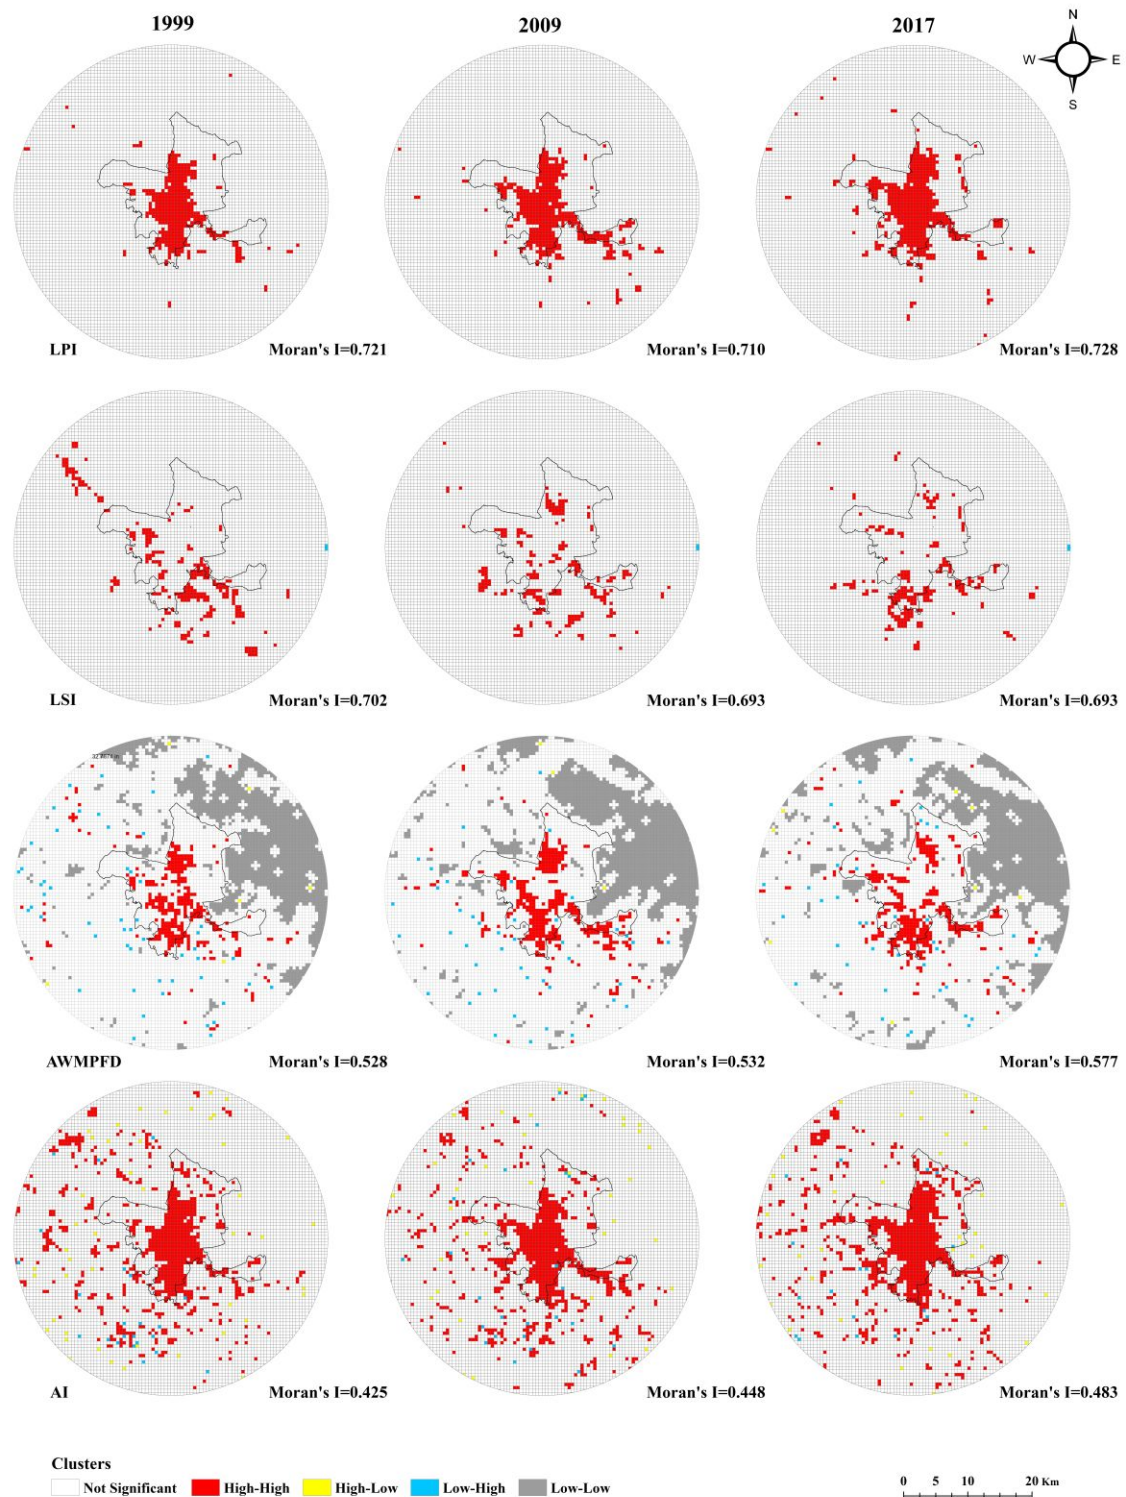 1999 2009 2017
N
W E
S
LPI Moran's I=0.721 Moran's I=0.710 Moran's I=0.728
LSI Moran's I=0.702 Moran's I=0.693 Moran's I=0.693
AWMPFD Moran's I=0.528 Moran's I=0.532 Moran's I=0.577
AI Moran's I=0.425 Moran's I=0.448 Moran's I=0.483
Clusters
Not Significant High-High High-Low Low-High Low-Low
0 5 10 20 Km